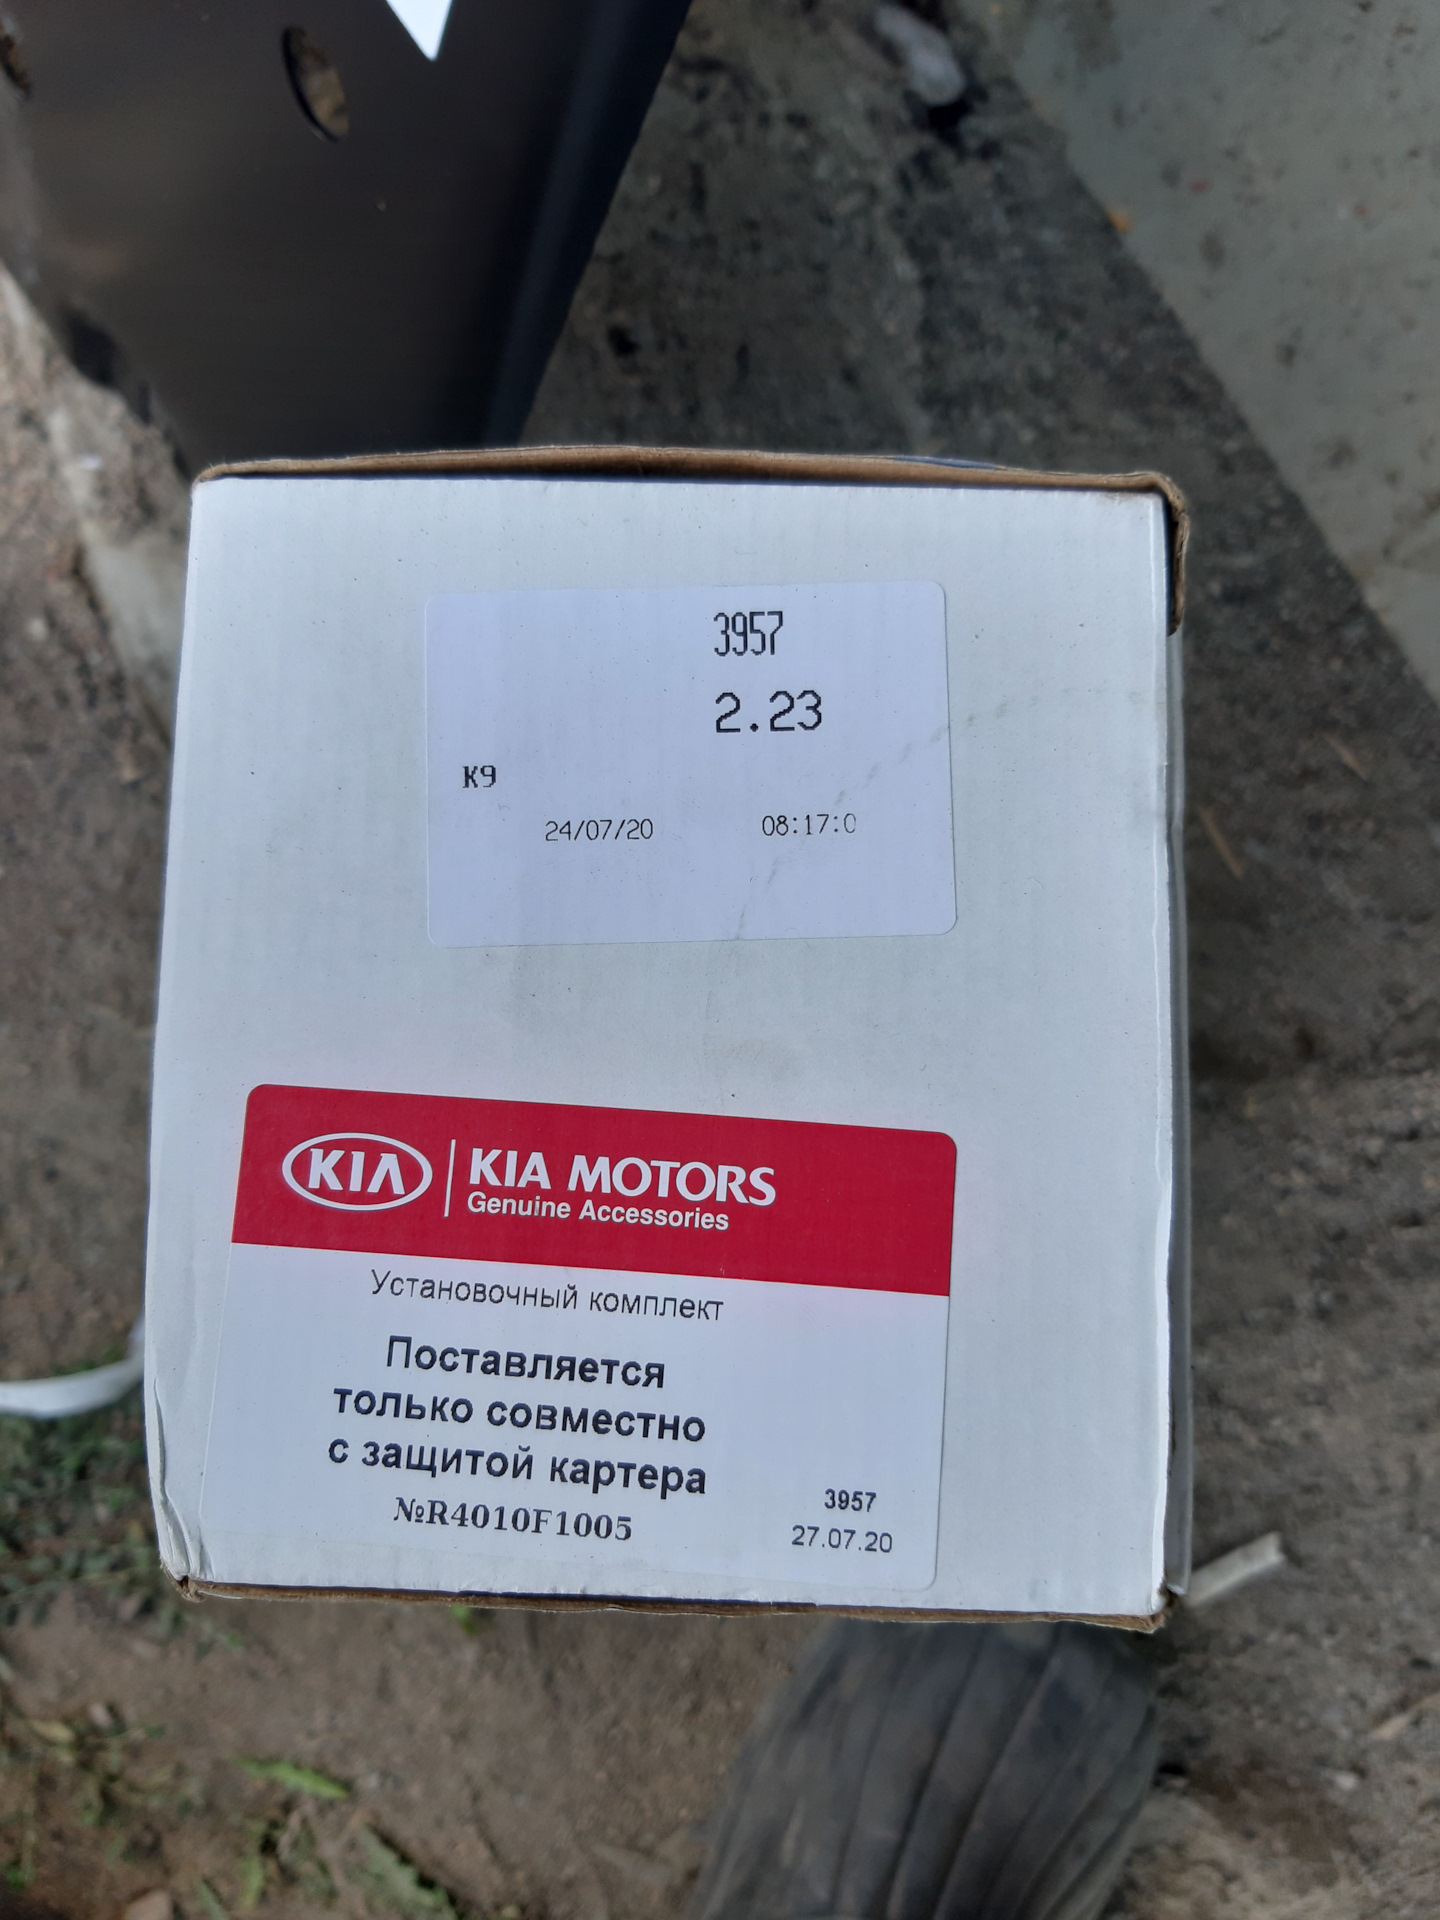 3957
2.23
K9
24/07/20 08:17:0
KIA KIA MOTORS
Genuine Accessories
Установочный комплект
Поставляется
только совместно
с защитой картера
№R4010F1005
3957
27.07.20